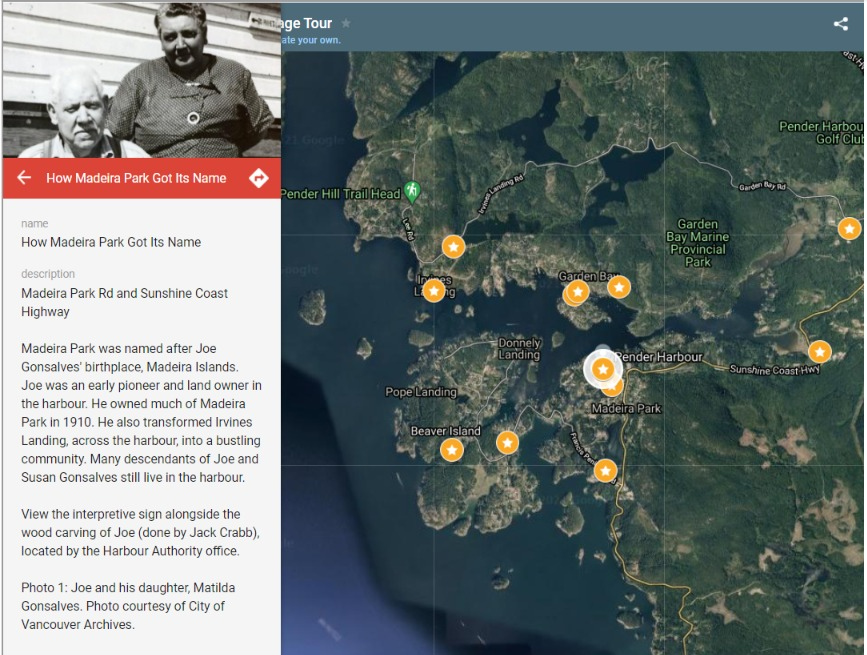 age Tour
ate your own.
How Madeira Park Got Its Name
name
How Madeira Park Got Its Name
description
Madeira Park Rd and Sunshine Coast
Highway
Madeira Park was named after Joe
Gonsalves' birthplace, Madeira Islands.
Joe was an early pioneer and land owner in
the harbour. He owned much of Madeira
Park in 1910. He also transformed Irvines
Landing, across the harbour, into a bustling
community. Many descendants of Joe and
Susan Gonsalves still live in the harbour.
View the interpretive sign alongside the
wood carving of Joe (done by Jack Crabb),
located by the Harbour Authority office.
Photo 1: Joe and his daughter, Matilda
Gonsalves. Photo courtesy of City of
Vancouver Archives.
Pender Harbou
Golf Club
Pender Hill Trail Head
Lee Rd
Irvines Landing Rd
Garden Bay Rd
Garden
Bay Marine
Provincial
Park
Irvines
Landing
Garden Bay
Donnely
Landing
Pender Harbour
Sunshine Coast Hwy
Pope Landing
Madeira Park
Beaver Island